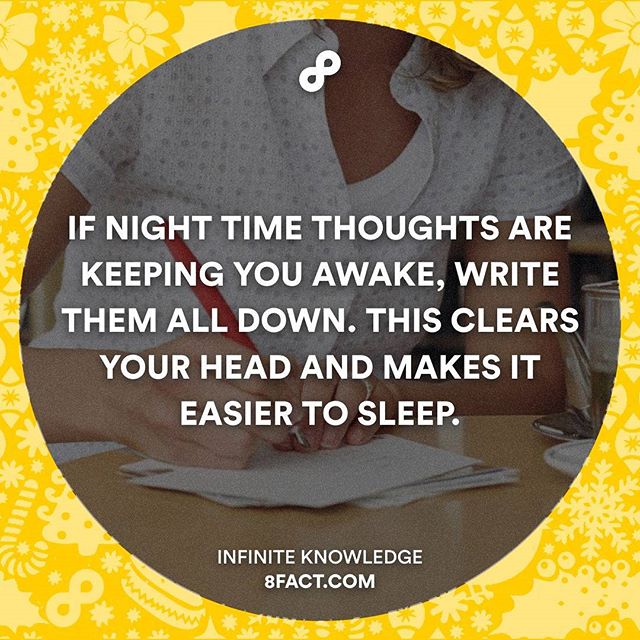 IF NIGHT TIME THOUGHTS ARE
KEEPING YOU AWAKE, WRITE
THEM ALL DOWN. THIS CLEARS
YOUR HEAD AND MAKES IT
EASIER TO SLEEP.
INFINITE KNOWLEDGE
8FACT.COM